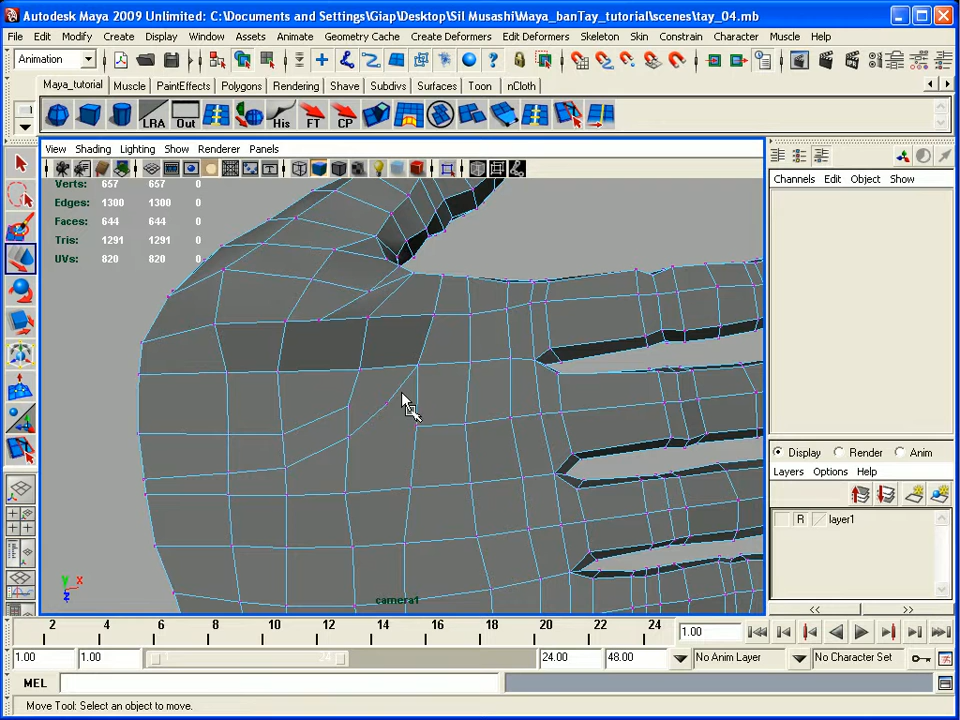 Autodesk Maya 2009 Unlimited: C:\Documents and Settings\Giap\Desktop\Sil Musashi\Maya_banTay_tutorial\scenes\tay_04.mb
File Edit Modify Create Display Window Assets Animate Geometry Cache Create Deformers Edit Deformers Skeleton Skin Constrain Character Muscle Help
Animation
Maya_tutorial Muscle PaintEffects Polygons Rendering Shave Subdivs Surfaces Toon nCloth
LRA Out His FT CP
View Shading Lighting Show Renderer Panels
Channels Edit Object Show
Verts: 657 657 0
Edges: 1300 1300 0
Faces: 644 644 0
Tris: 1291 1291 0
UVs: 820 820 0
Display Render Anim
Layers Options Help
R layer1
y x
z
camera1
2 4 6 8 10 12 14 16 18 20 22 24
1.00
1.00 1.00 24 24.00 48.00 No Anim Layer No Character Set
MEL
Move Tool: Select an object to move.